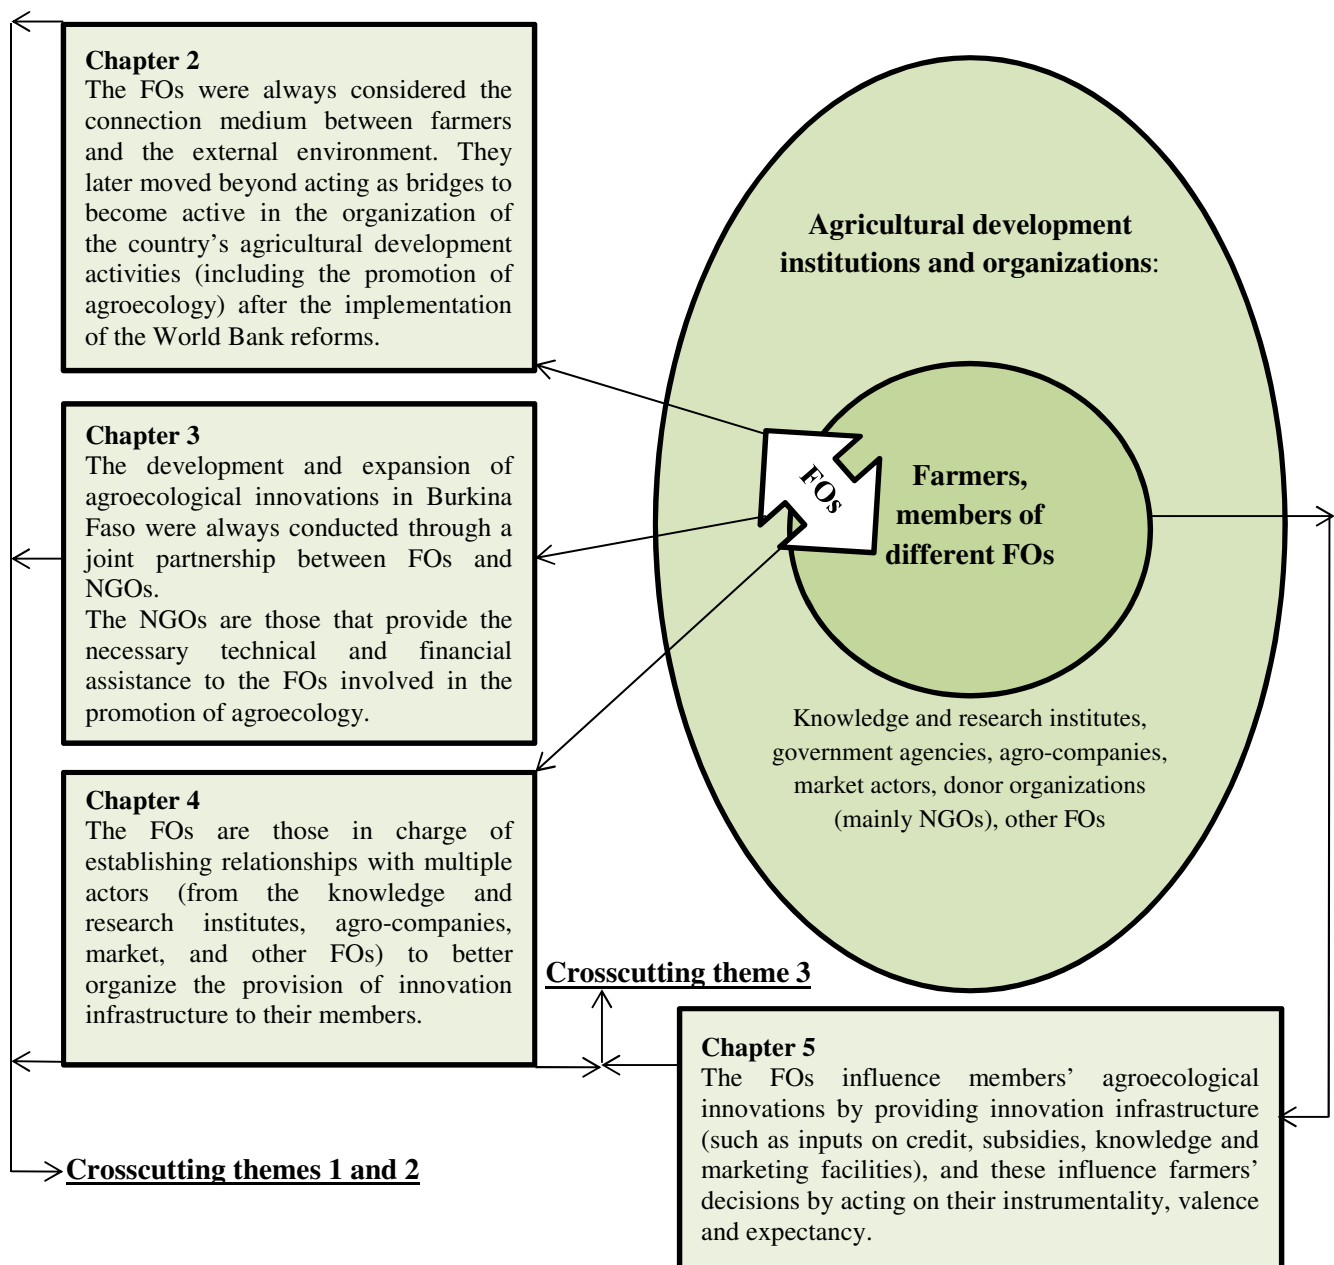 Chapter 2
The FOs were always considered the
connection medium between farmers
and the external environment. They
later moved beyond acting as bridges to
become active in the organization of
the country’s agricultural development
activities (including the promotion of
agroecology) after the implementation
of the World Bank reforms.
Chapter 3
The development and expansion of
agroecological innovations in Burkina
Faso were always conducted through a
joint partnership between FOs and
NGOs.
The NGOs are those that provide the
necessary technical and financial
assistance to the FOs involved in the
promotion of agroecology.
Chapter 4
The FOs are those in charge of
establishing relationships with multiple
actors (from the knowledge and
research institutes, agro-companies,
market, and other FOs) to better
organize the provision of innovation
infrastructure to their members.
Crosscutting themes 1 and 2
Agricultural development
institutions and organizations:
FOs
Farmers,
members of
different FOs
Knowledge and research institutes,
government agencies, agro-companies,
market actors, donor organizations
(mainly NGOs), other FOs
Crosscutting theme 3
Chapter 5
The FOs influence members’ agroecological
innovations by providing innovation infrastructure
(such as inputs on credit, subsidies, knowledge and
marketing facilities), and these influence farmers’
decisions by acting on their instrumentality, valence
and expectancy.